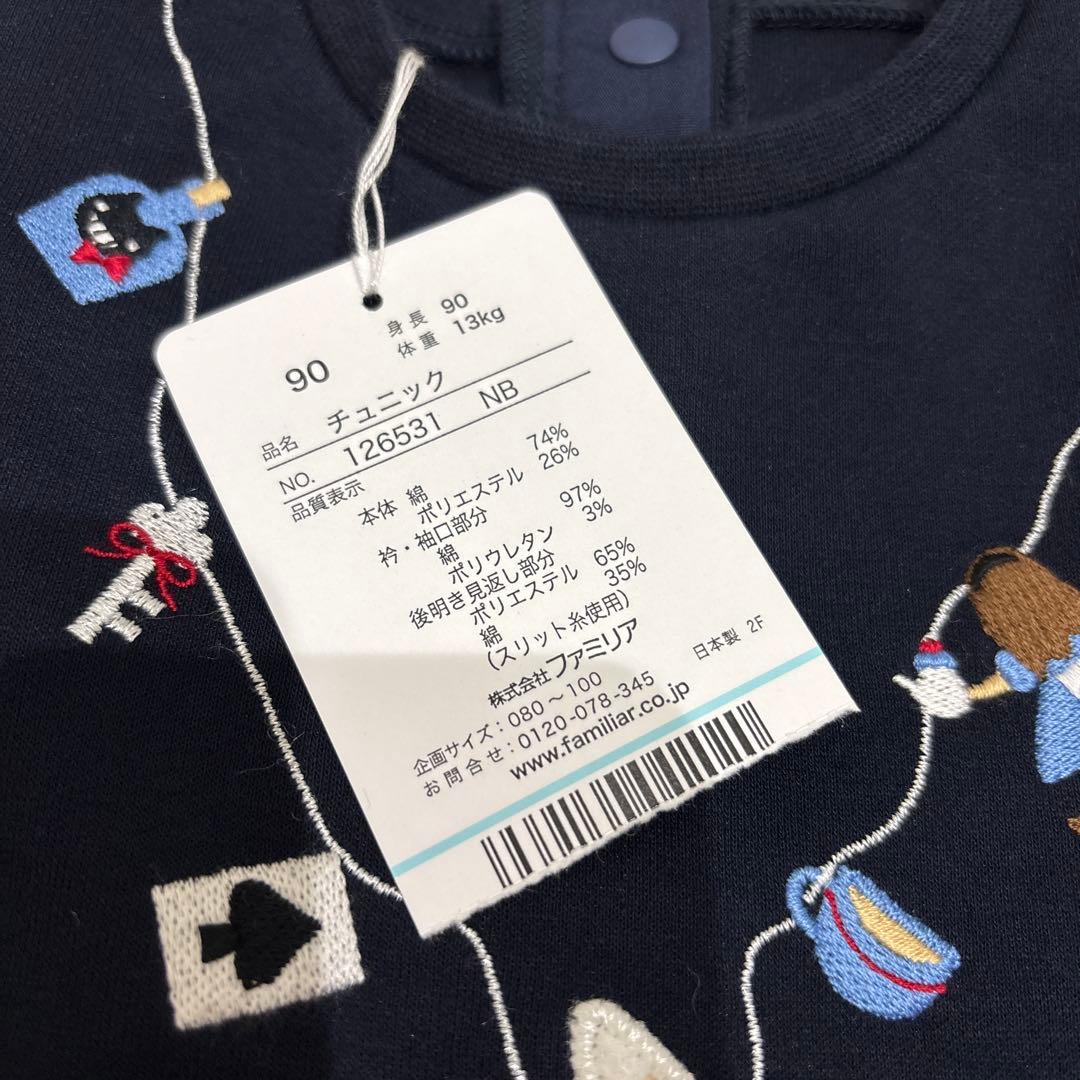 身長 90
体重 13kg
90
品名 チュニック
NO. 126531 NB
品質表示
本体 綿 74%
ポリエステル 26%
衿・袖口部分
綿 97%
ポリウレタン 3%
後明き見返し部分
ポリエステル 65%
綿 35%
(スリット糸使用)
株式会社ファミリア
日本製 2F
企画サイズ:080～100
お問合せ:0120-078-345
www.familiar.co.jp